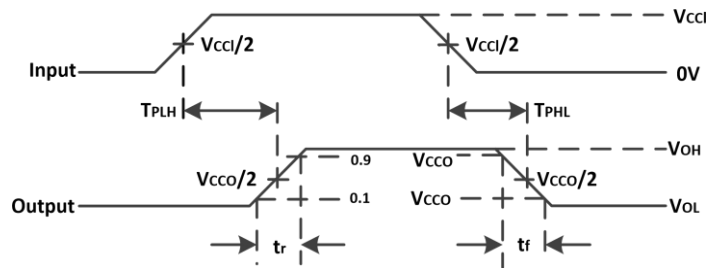 VCCI
VCCI/2
VCCI/2
Input
0V
TPLH
TPHL
0.9
VCCO
VOH
VCCO/2
VCCO/2
0.1
VCCO
Output
VOL
tr
tf